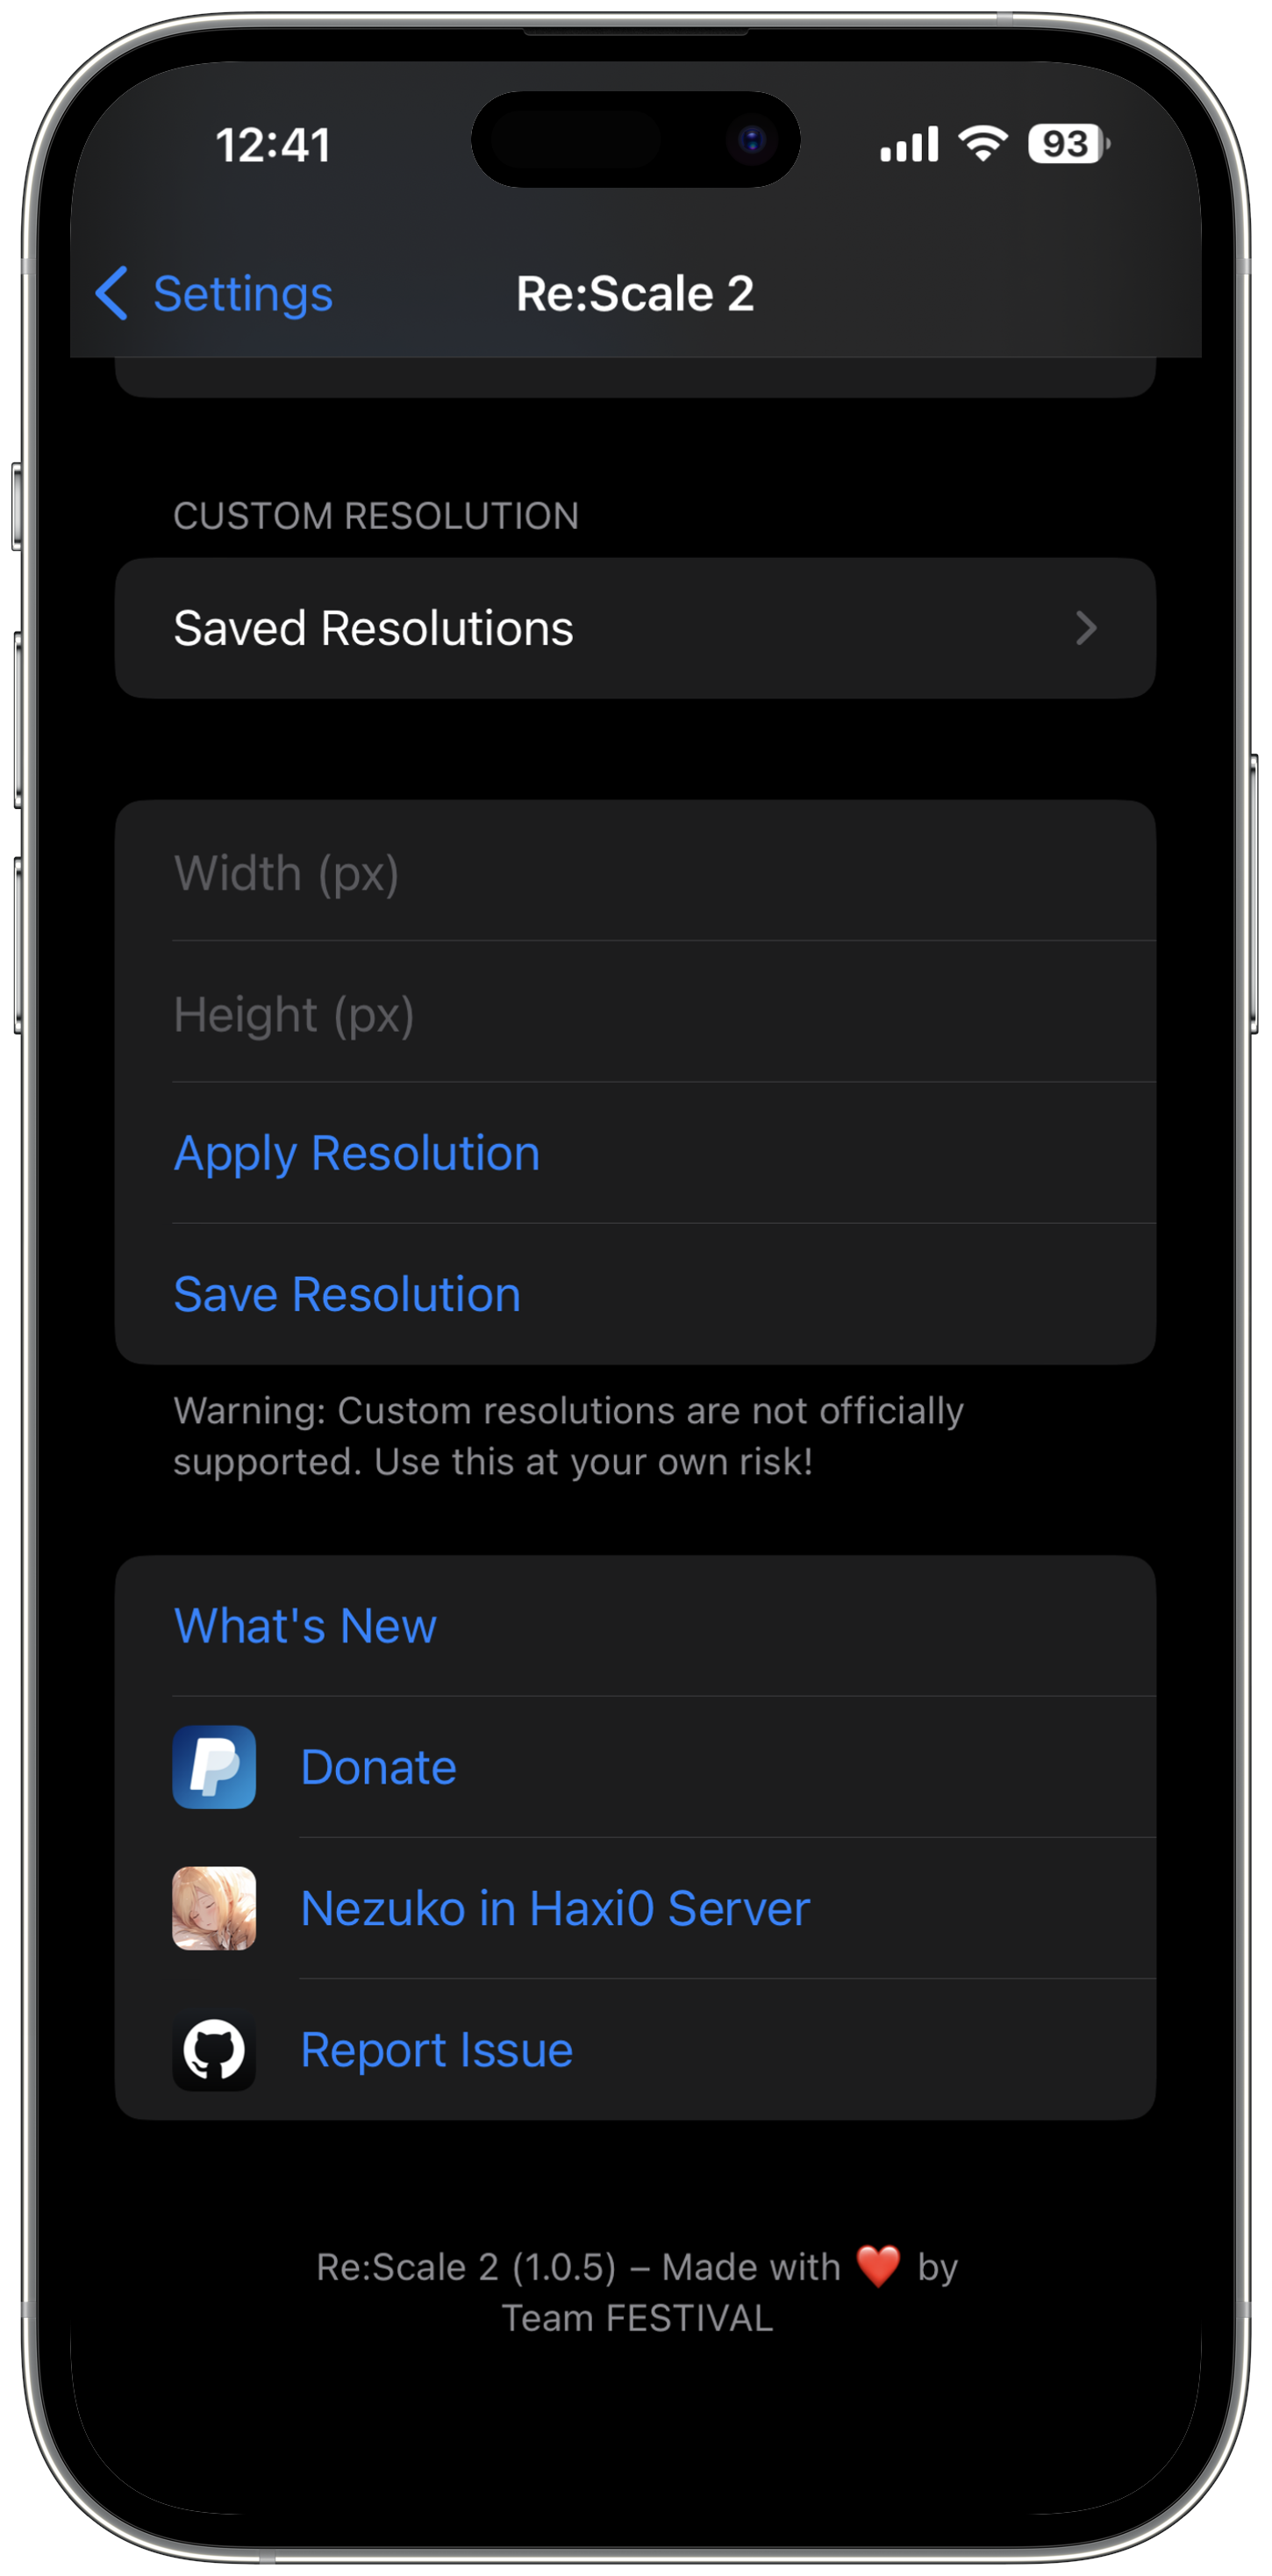 12:41
93
Settings
Re:Scale 2
CUSTOM RESOLUTION
Saved Resolutions
Width (px)
Height (px)
Apply Resolution
Save Resolution
Warning: Custom resolutions are not officially
supported. Use this at your own risk!
What's New
Donate
Nezuko in Haxi0 Server
Report Issue
Re:Scale 2 (1.0.5) – Made with ❤️ by
Team FESTIVAL